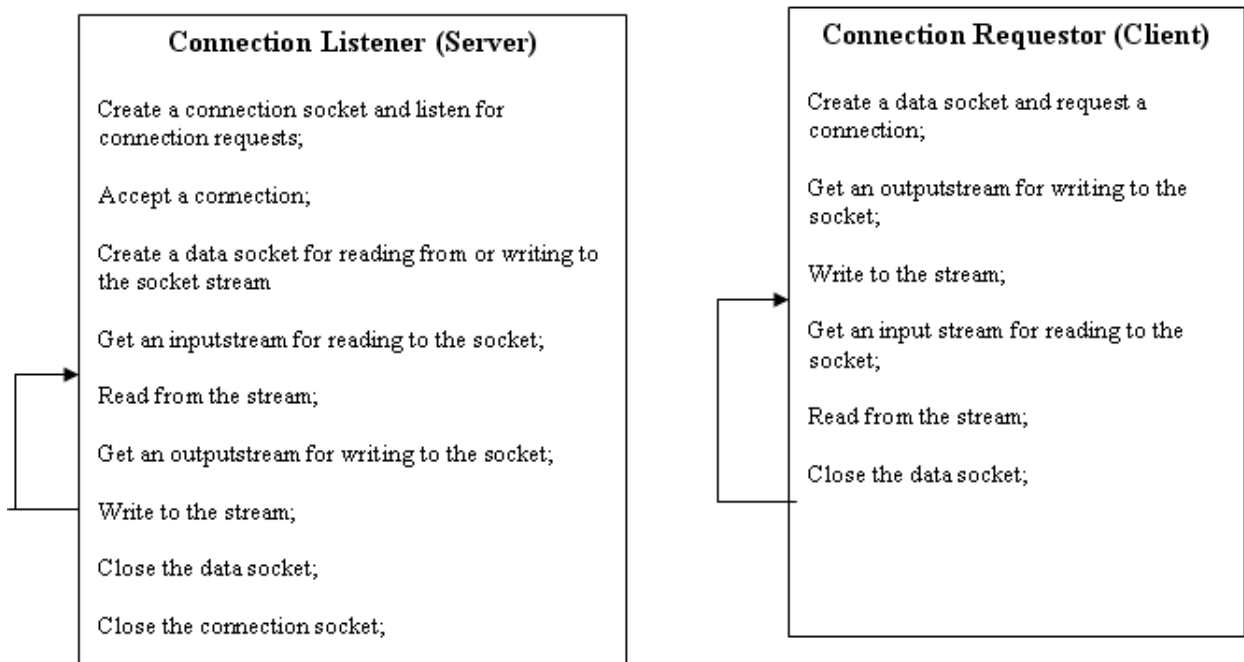 Connection Listener (Server)
Create a connection socket and listen for
connection requests;
Accept a connection;
Create a data socket for reading from or writing to
the socket stream
Get an inputstream for reading to the socket;
Read from the stream;
Get an outputstream for writing to the socket;
Write to the stream;
Close the data socket;
Close the connection socket;
Connection Requestor (Client)
Create a data socket and request a
connection;
Get an outputstream for writing to the
socket;
Write to the stream;
Get an input stream for reading to the
socket;
Read from the stream;
Close the data socket;